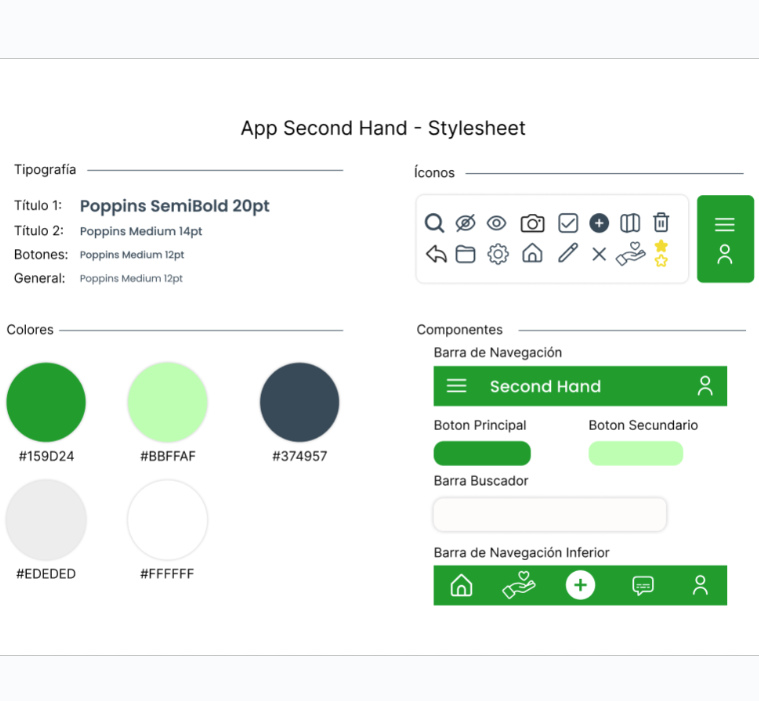 App Second Hand - Stylesheet
Tipografía
Título 1: Poppins SemiBold 20pt
Título 2: Poppins Medium 14pt
Botones: Poppins Medium 12pt
General: Poppins Medium 12pt
Íconos
Colores
#159D24
#BBFFAF
#374957
#EDEDED
#FFFFFF
Componentes
Barra de Navegación
Second Hand
Boton Principal
Boton Secundario
Barra Buscador
Barra de Navegación Inferior